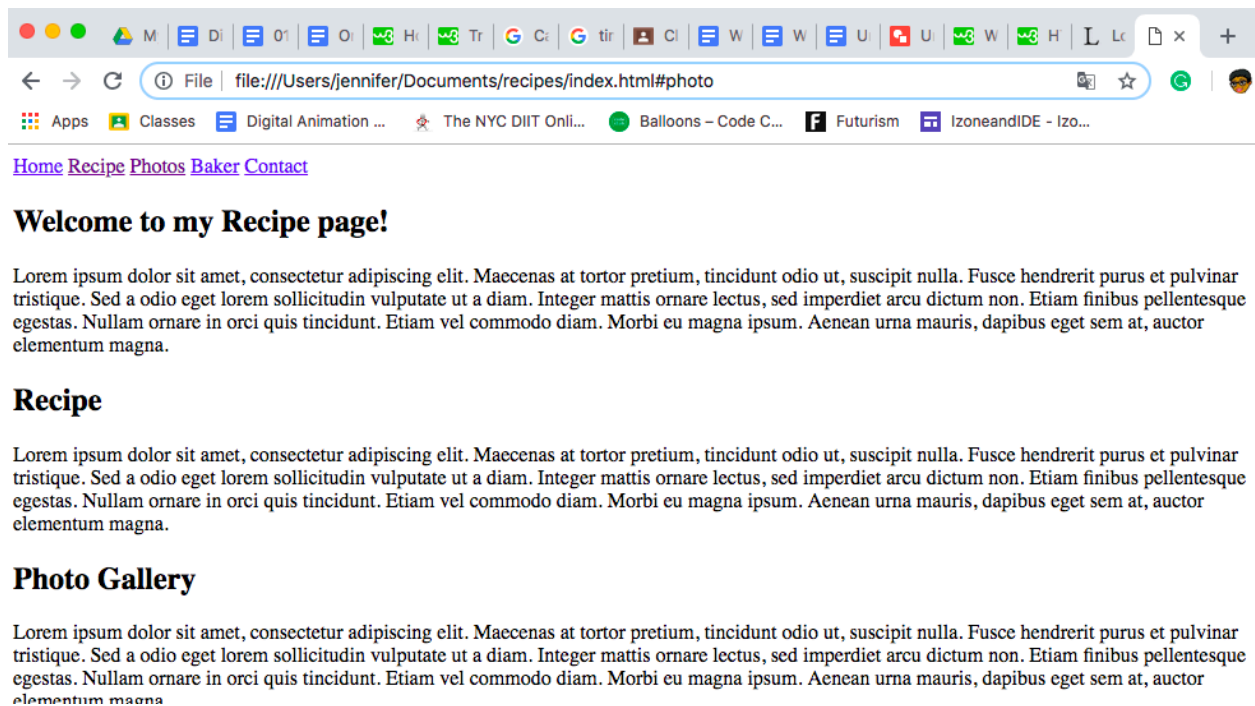 M Di 01 O H Tr G Ca G tir Cl W W U U W H L Lo × +
File file:///Users/jennifer/Documents/recipes/index.html#photo
Apps Classes Digital Animation ... The NYC DIIT Onli... Balloons – Code C... F Futurism IzoneandIDE - Izo...
Home Recipe Photos Baker Contact
Welcome to my Recipe page!
Lorem ipsum dolor sit amet, consectetur adipiscing elit. Maecenas at tortor pretium, tincidunt odio ut, suscipit nulla. Fusce hendrerit purus et pulvinar
tristique. Sed a odio eget lorem sollicitudin vulputate ut a diam. Integer mattis ornare lectus, sed imperdiet arcu dictum non. Etiam finibus pellentesque
egestas. Nullam ornare in orci quis tincidunt. Etiam vel commodo diam. Morbi eu magna ipsum. Aenean urna mauris, dapibus eget sem at, auctor
elementum magna.
Recipe
Lorem ipsum dolor sit amet, consectetur adipiscing elit. Maecenas at tortor pretium, tincidunt odio ut, suscipit nulla. Fusce hendrerit purus et pulvinar
tristique. Sed a odio eget lorem sollicitudin vulputate ut a diam. Integer mattis ornare lectus, sed imperdiet arcu dictum non. Etiam finibus pellentesque
egestas. Nullam ornare in orci quis tincidunt. Etiam vel commodo diam. Morbi eu magna ipsum. Aenean urna mauris, dapibus eget sem at, auctor
elementum magna.
Photo Gallery
Lorem ipsum dolor sit amet, consectetur adipiscing elit. Maecenas at tortor pretium, tincidunt odio ut, suscipit nulla. Fusce hendrerit purus et pulvinar
tristique. Sed a odio eget lorem sollicitudin vulputate ut a diam. Integer mattis ornare lectus, sed imperdiet arcu dictum non. Etiam finibus pellentesque
egestas. Nullam ornare in orci quis tincidunt. Etiam vel commodo diam. Morbi eu magna ipsum. Aenean urna mauris, dapibus eget sem at, auctor
elementum magna.